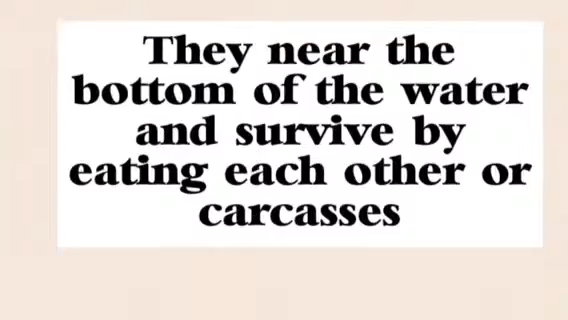 They near the
bottom of the water
and survive by
eating each other or
carcasses